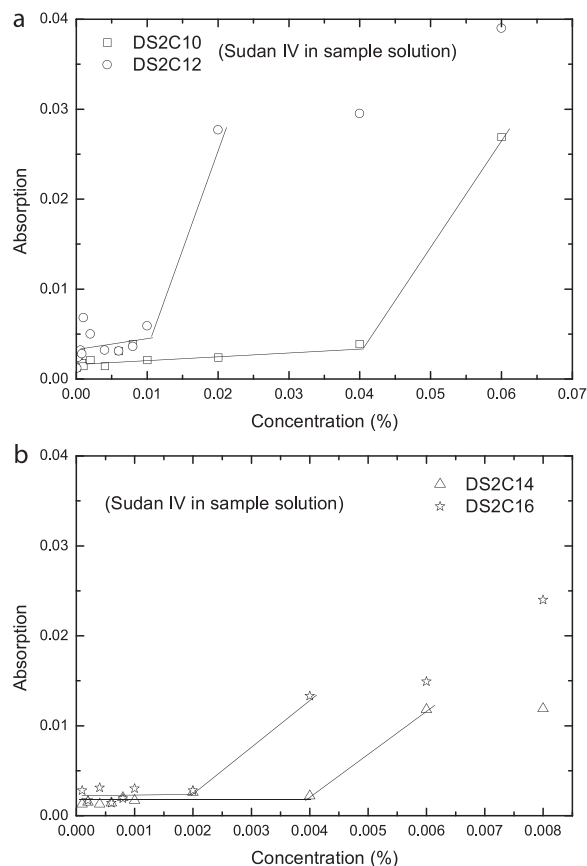 a
0.04
DS2C10
(Sudan IV in sample solution)
DS2C12
0.03
Absorption
0.02
0.01
0.00
0.00 0.01 0.02 0.03 0.04 0.05 0.06 0.07
Concentration (%)
b
0.04
DS2C14
(Sudan IV in sample solution)
DS2C16
0.03
Absorption
0.02
0.01
0.00
0.000 0.001 0.002 0.003 0.004 0.005 0.006 0.007 0.008
Concentration (%)